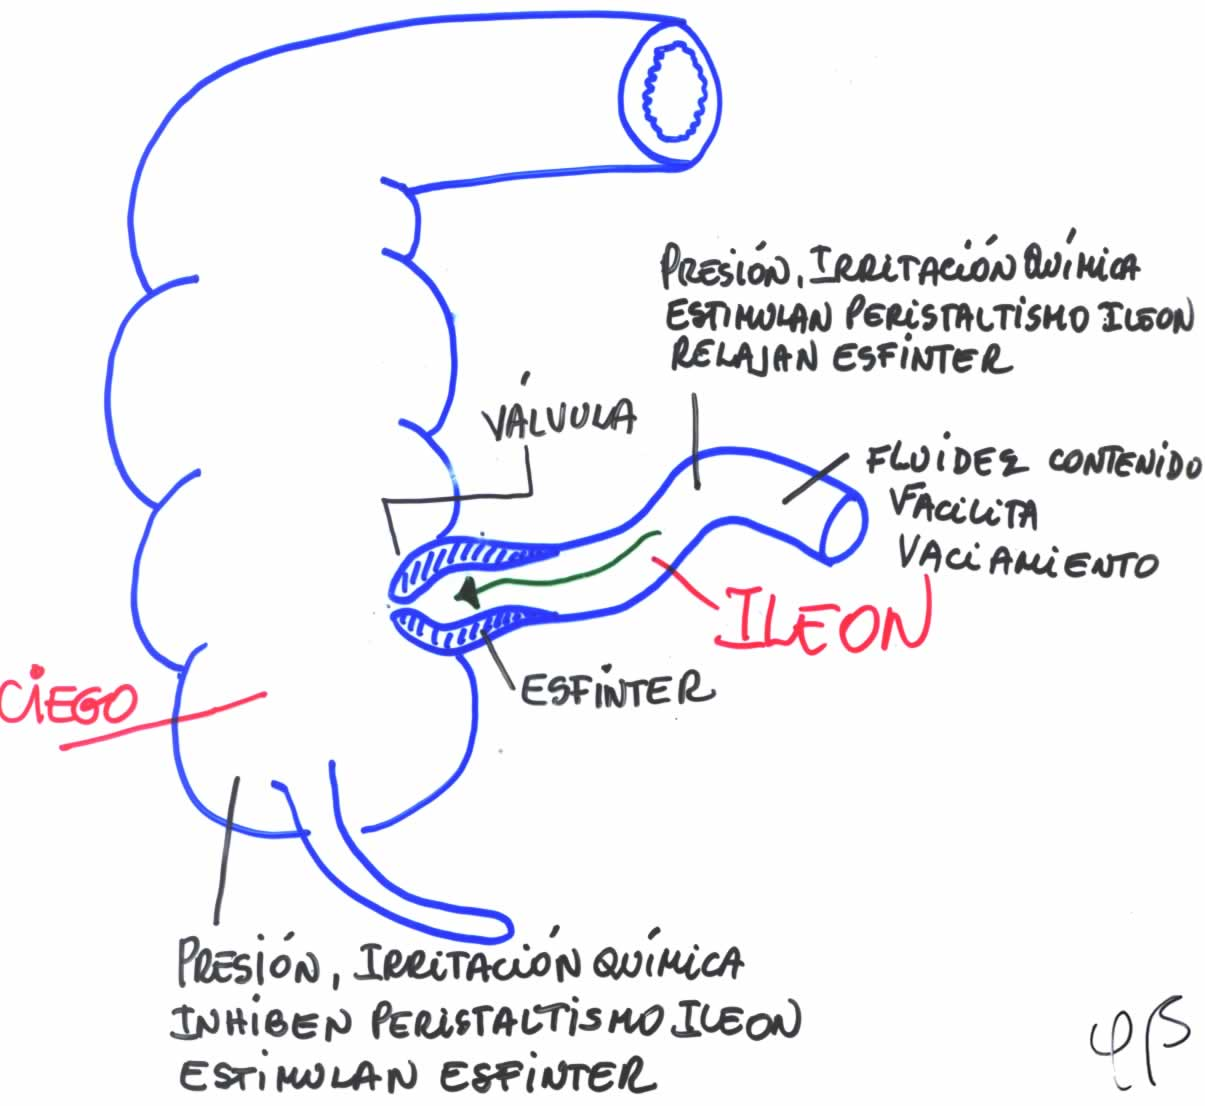 PRESIÓN, IRRITACIÓN QUÍMICA
ESTIMULAN PERISTALTISMO ILEON
RELAJAN ESFINTER
VÁLVULA
FLUIDEZ CONTENIDO
FACILITA
VACIAMIENTO
ILEON
ESFINTER
CIEGO
PRESIÓN, IRRITACIÓN QUÍMICA
INHIBEN PERISTALTISMO ILEON
ESTIMULAN ESFINTER